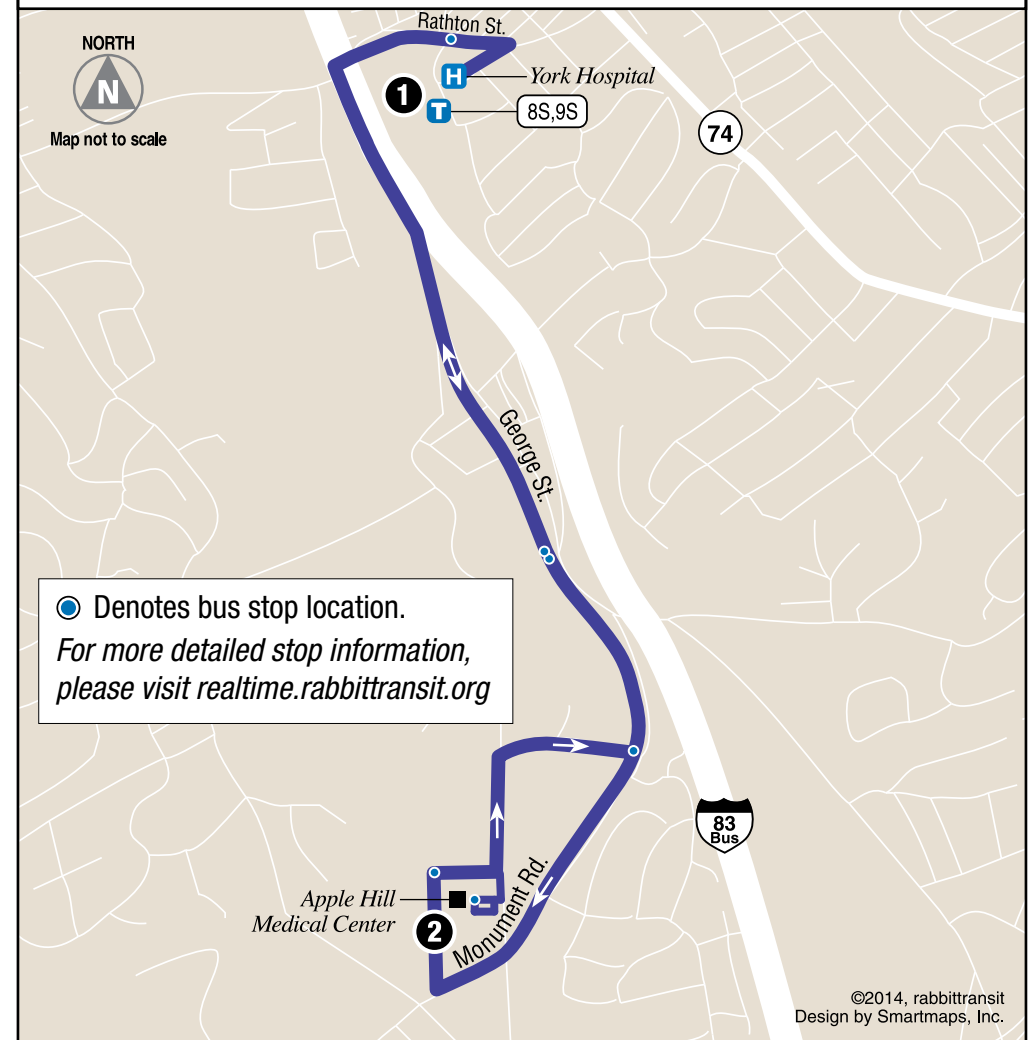 Rathton St.
NORTH
N
Map not to scale
H
York Hospital
1
T
8S,9S
74
George St.
Denotes bus stop location.
For more detailed stop information,
please visit realtime.rabbittransit.org
83
Bus
Apple Hill
Medical Center
2
Monument Rd.
©2014, rabbittransit
Design by Smartmaps, Inc.